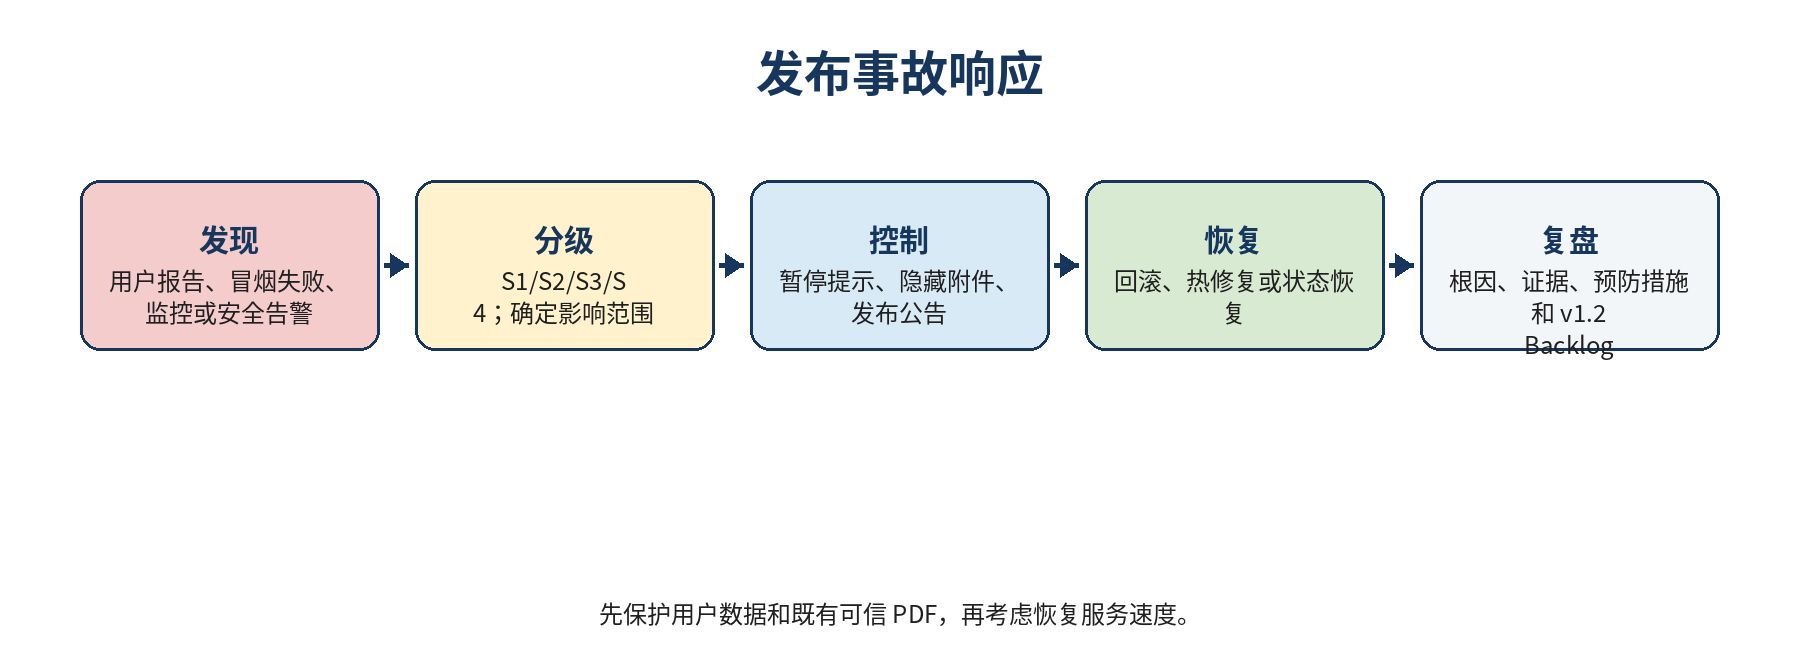 发布事故响应
发现
用户报告、冒烟失败、
监控或安全告警
分级
S1/S2/S3/S
4；确定影响范围
控制
暂停提示、隐藏附件、
发布公告
恢复
回滚、热修复或状态恢
复
复盘
根因、证据、预防措施
和 v1.2
Backlog
先保护用户数据和既有可信 PDF，再考虑恢复服务速度。